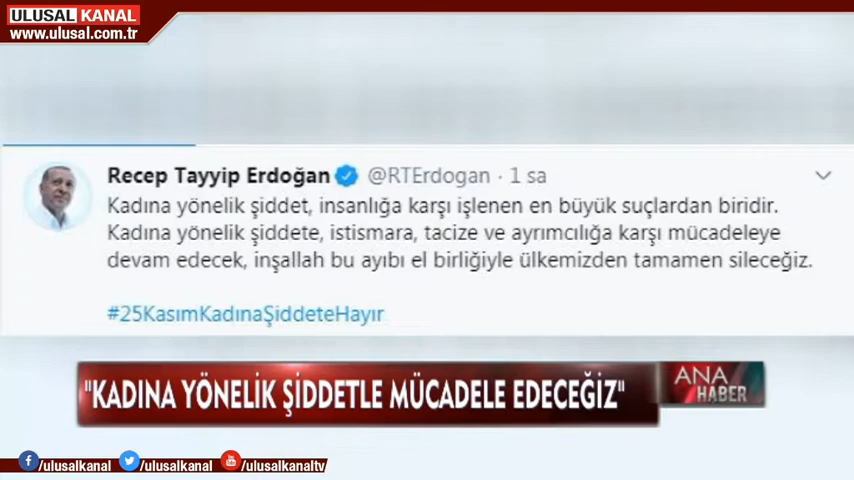 ULUSAL KANAL
www.ulusal.com.tr
Recep Tayyip Erdoğan @RTErdogan · 1 sa
Kadına yönelik şiddet, insanlığa karşı işlenen en büyük suçlardan biridir.
Kadına yönelik şiddete, istismara, tacize ve ayrımcılığa karşı mücadeleye
devam edecek, inşallah bu ayıbı el birliğiyle ülkemizden tamamen sileceğiz.
#25KasımKadınaŞiddeteHayır
"KADINA YÖNELİK ŞİDDETLE MÜCADELE EDECEĞİZ"
ANA
HABER
/ulusalkanal /ulusalkanal /ulusalkanaltv